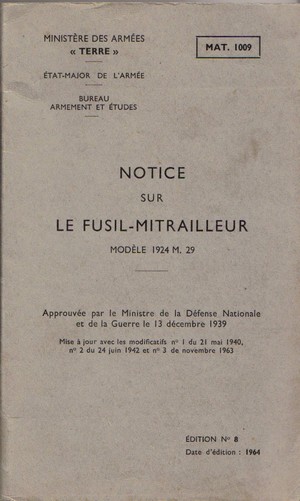 MINISTÈRE DES ARMÉES
« TERRE »
MAT. 1009
ÉTAT-MAJOR DE L'ARMÉE
BUREAU
ARMEMENT ET ÉTUDES
NOTICE
SUR
LE FUSIL-MITRAILLEUR
MODÈLE 1924 M. 29
Approuvée par le Ministre de la Défense Nationale
et de la Guerre le 13 décembre 1939
Mise à jour avec les modificatifs n° 1 du 21 mai 1940,
n° 2 du 24 juin 1942 et n° 3 de novembre 1963
ÉDITION N° 8
Date d'édition : 1964